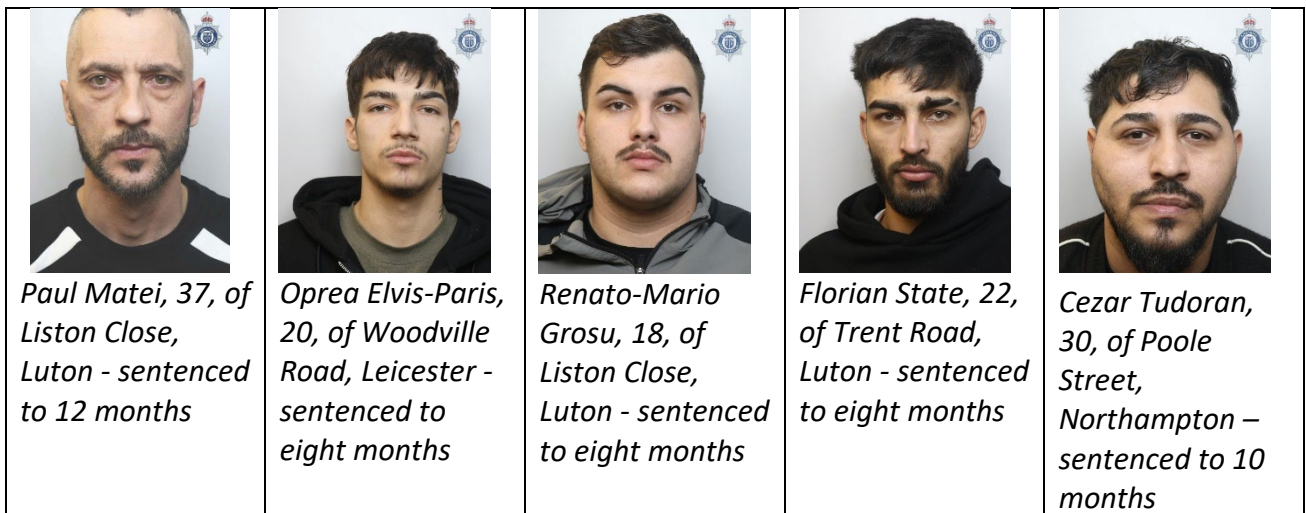 Paul Matei, 37, of
Liston Close,
Luton - sentenced
to 12 months
Oprea Elvis-Paris,
20, of Woodville
Road, Leicester -
sentenced to
eight months
Renato-Mario
Grosu, 18, of
Liston Close,
Luton - sentenced
to eight months
Florian State, 22,
of Trent Road,
Luton - sentenced
to eight months
Cezar Tudoran,
30, of Poole
Street,
Northampton –
sentenced to 10
months